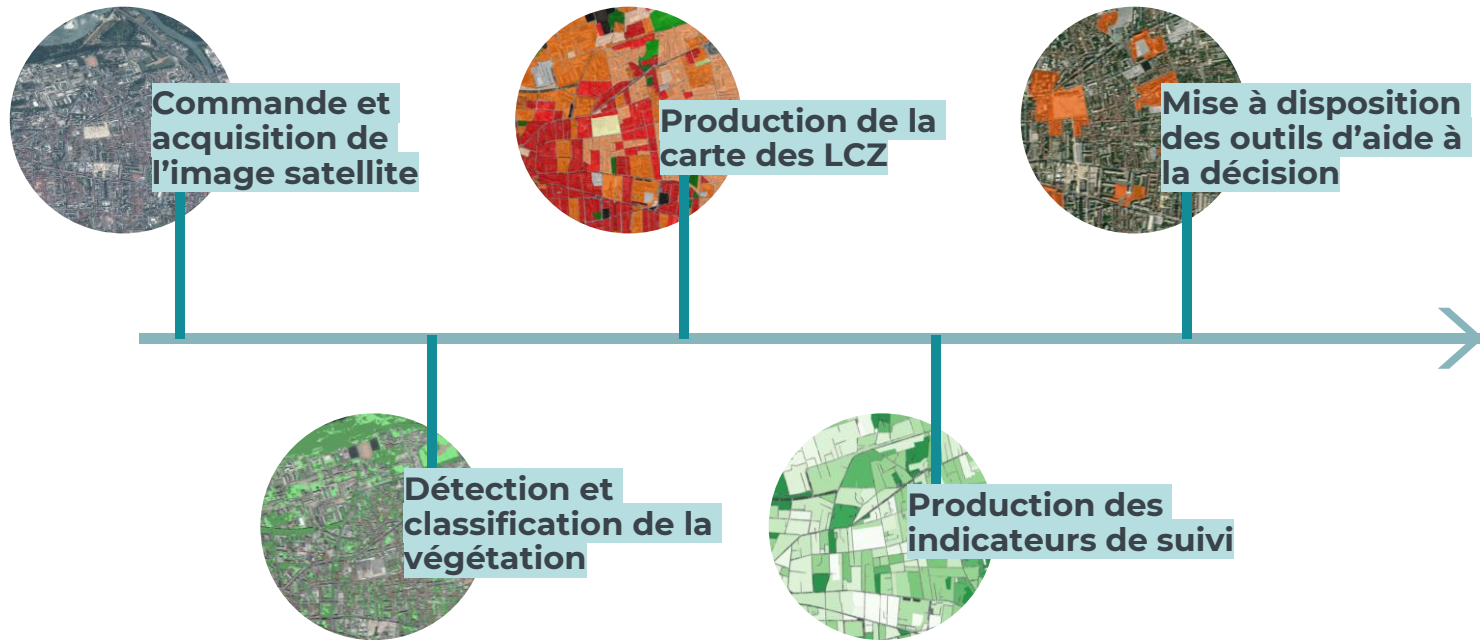 Commande et
acquisition de
l'image satellite
Détection et
classification de la
végétation
Production de la
carte des LCZ
Production des
indicateurs de suivi
Mise à disposition
des outils d'aide à
la décision